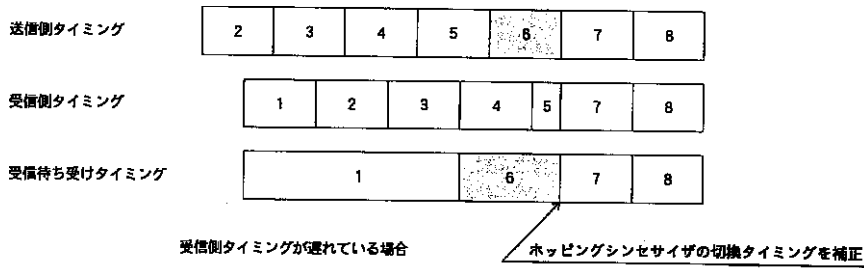 送信側タイミング
2 3 4 5 6 7 8
受信側タイミング
1 2 3 4 5 7 8
受信待ち受けタイミング
1 6 7 8
受信側タイミングが遅れている場合
ホッピングシンセサイザの切換タイミングを補正